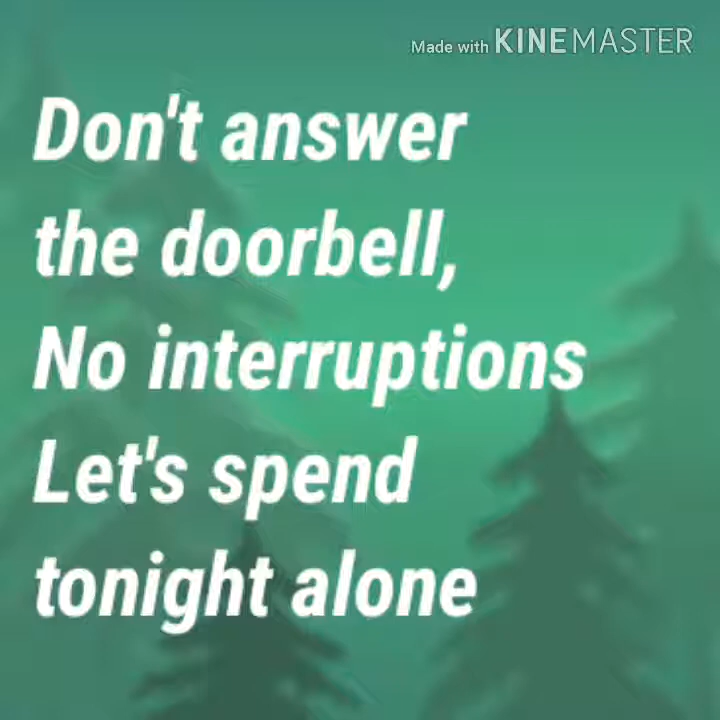 Made with KINEMASTER
Don't answer
the doorbell,
No interruptions
Let's spend
tonight alone